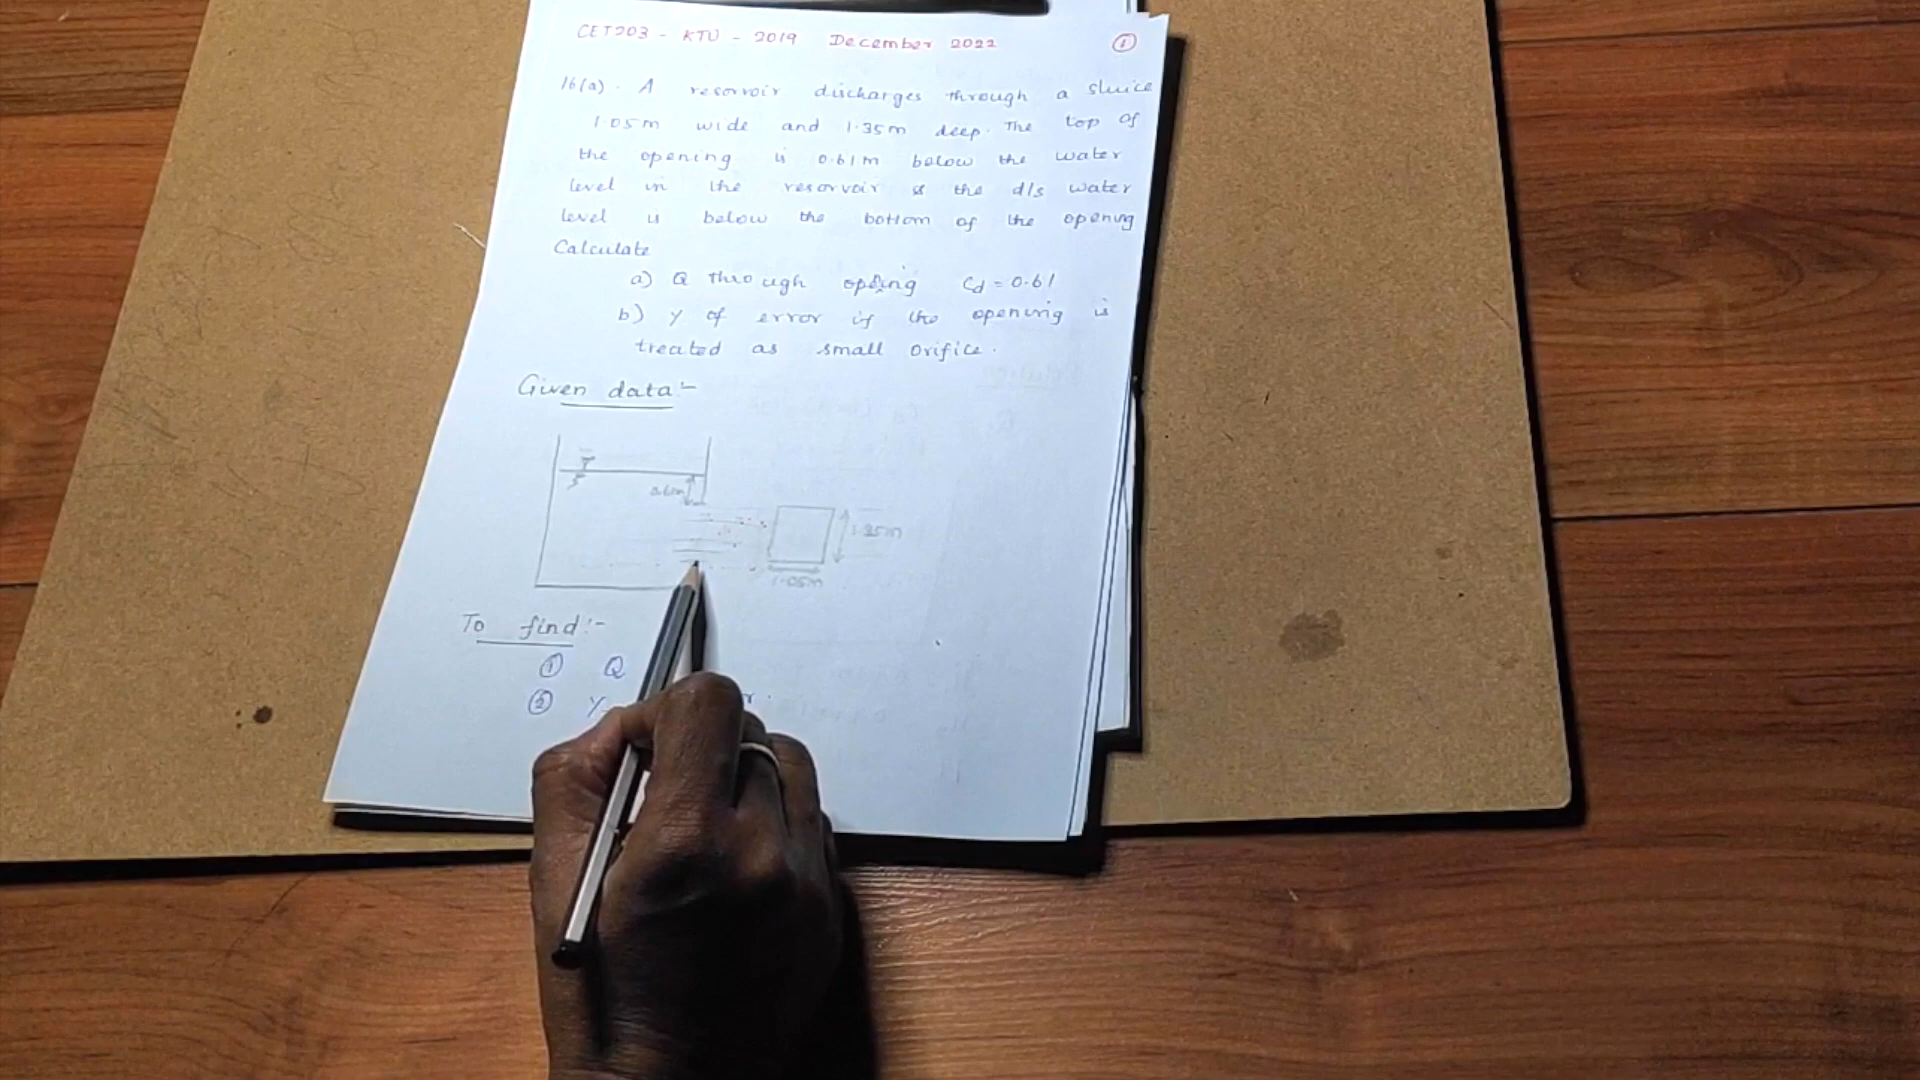 CET203 - KTU - 2019 December 2022
1
16(a). A reservoir discharges through a sluice
1.05m wide and 1.35m deep. The top of
the opening is 0.61m below the water
level in the reservoir & the d/s water
level is below the bottom of the opening
Calculate
a) Q through opening Cd = 0.61
b) % of error if the opening is
treated as small orifice.
Given data:-
1.35m
1.05m
To find:-
① Q
② %